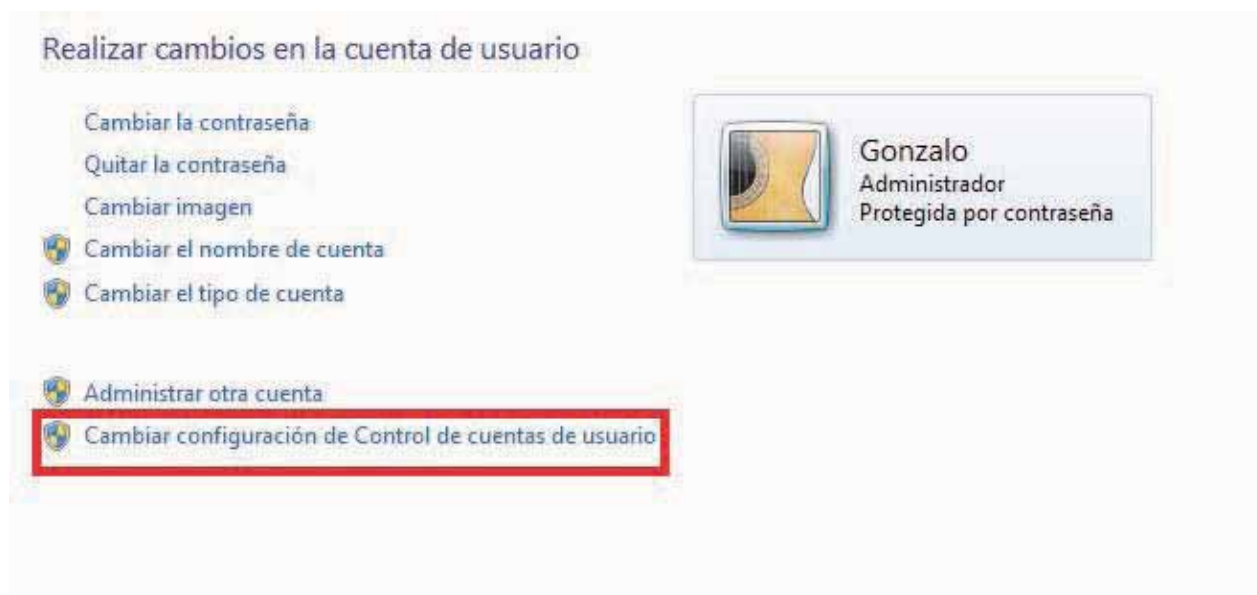 Realizar cambios en la cuenta de usuario
Cambiar la contraseña
Quitar la contraseña
Cambiar imagen
Cambiar el nombre de cuenta
Cambiar el tipo de cuenta
Administrar otra cuenta
Cambiar configuración de Control de cuentas de usuario
Gonzalo
Administrador
Protegida por contraseña